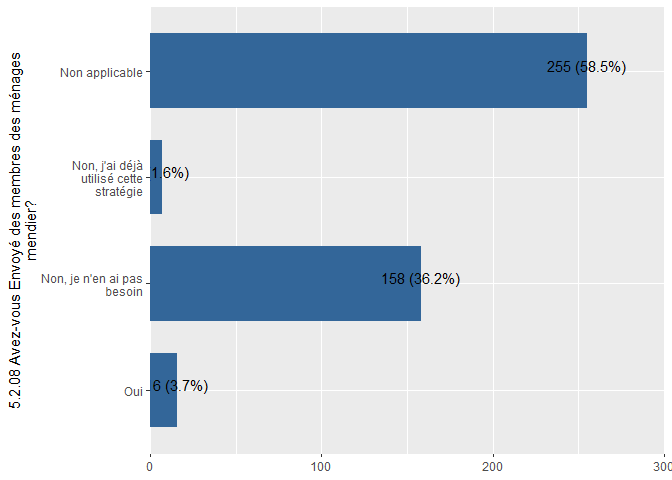 5.2.08 Avez-vous Envoyé des membres des ménages
mendier?
Non applicable
255 (58.5%)
Non, j'ai déjà
utilisé cette
stratégie
1.6%)
Non, je n'en ai pas
besoin
158 (36.2%)
Oui
6 (3.7%)
0
100
200
300